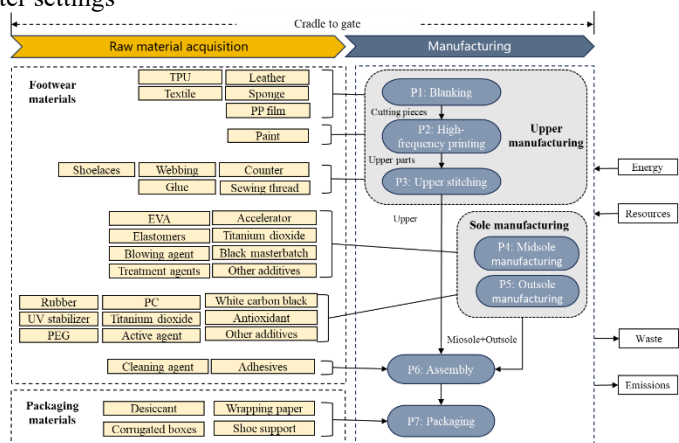 ter settings
Cradle to gate
Raw material acquisition
Manufacturing
Footwear
materials
TPU
Leather
Textile
Sponge
PP film
Paint
Shoelaces
Webbing
Counter
Glue
Sewing thread
EVA
Accelerator
Elastomers
Titanium dioxide
Blowing agent
Black masterbatch
Treatment agents
Other additives
Rubber
PC
White carbon black
UV stabilizer
Titanium dioxide
Antioxidant
PEG
Active agent
Other additives
Cleaning agent
Adhesives
Packaging
materials
Desiccant
Wrapping paper
Corrugated boxes
Shoe support
P1: Blanking
Cutting pieces
P2: High-
frequency printing
Upper
manufacturing
Upper parts
P3: Upper stitching
Upper
Sole manufacturing
P4: Midsole
manufacturing
P5: Outsole
manufacturing
Miosole+Outsole
P6: Assembly
P7: Packaging
Energy
Resources
Waste
Emissions